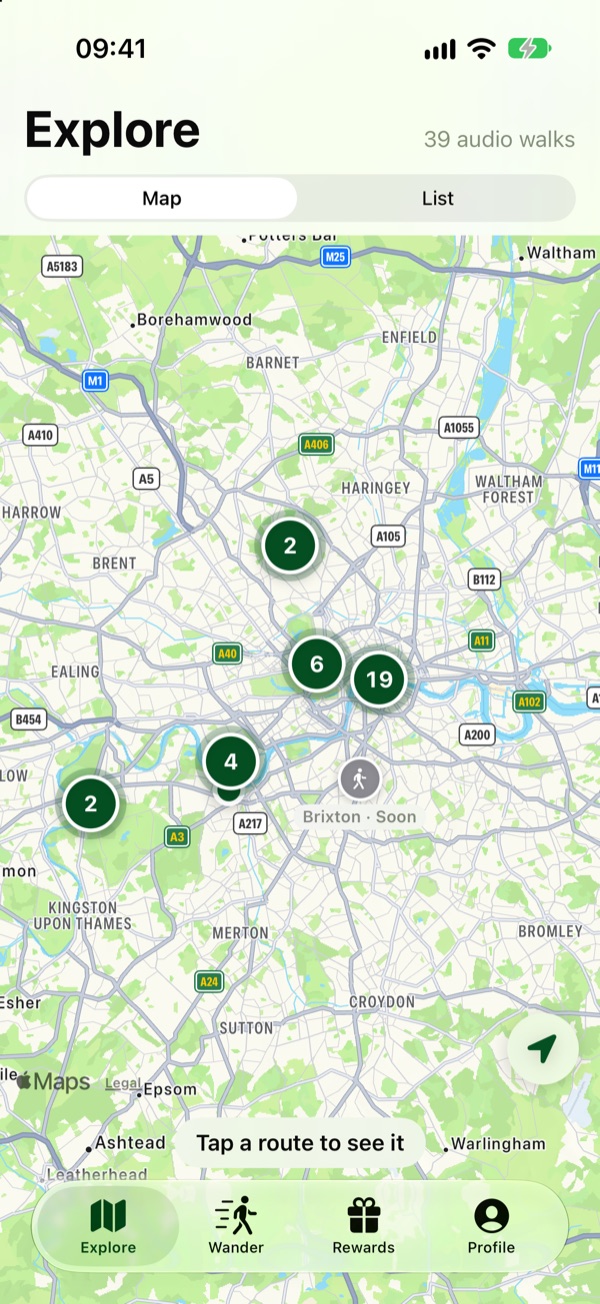 09:41
Explore
39 audio walks
Map
List
Potters Bar
M25
Waltham
A5183
Borehamwood
ENFIELD
BARNET
M1
A1055
A410
A406
M11
A5
HARINGEY
WALTHAM
FOREST
HARROW
A105
2
BRENT
B112
A11
A40
6
EALING
19
A102
B454
A200
4
LOW
2
Brixton · Soon
A217
A3
mon
KINGSTON
UPON THAMES
MERTON
BROMLEY
A24
Esher
CROYDON
SUTTON
Maps
Legal
Epsom
Ashtead
Tap a route to see it
Warlingham
Leatherhead
Explore
Wander
Rewards
Profile